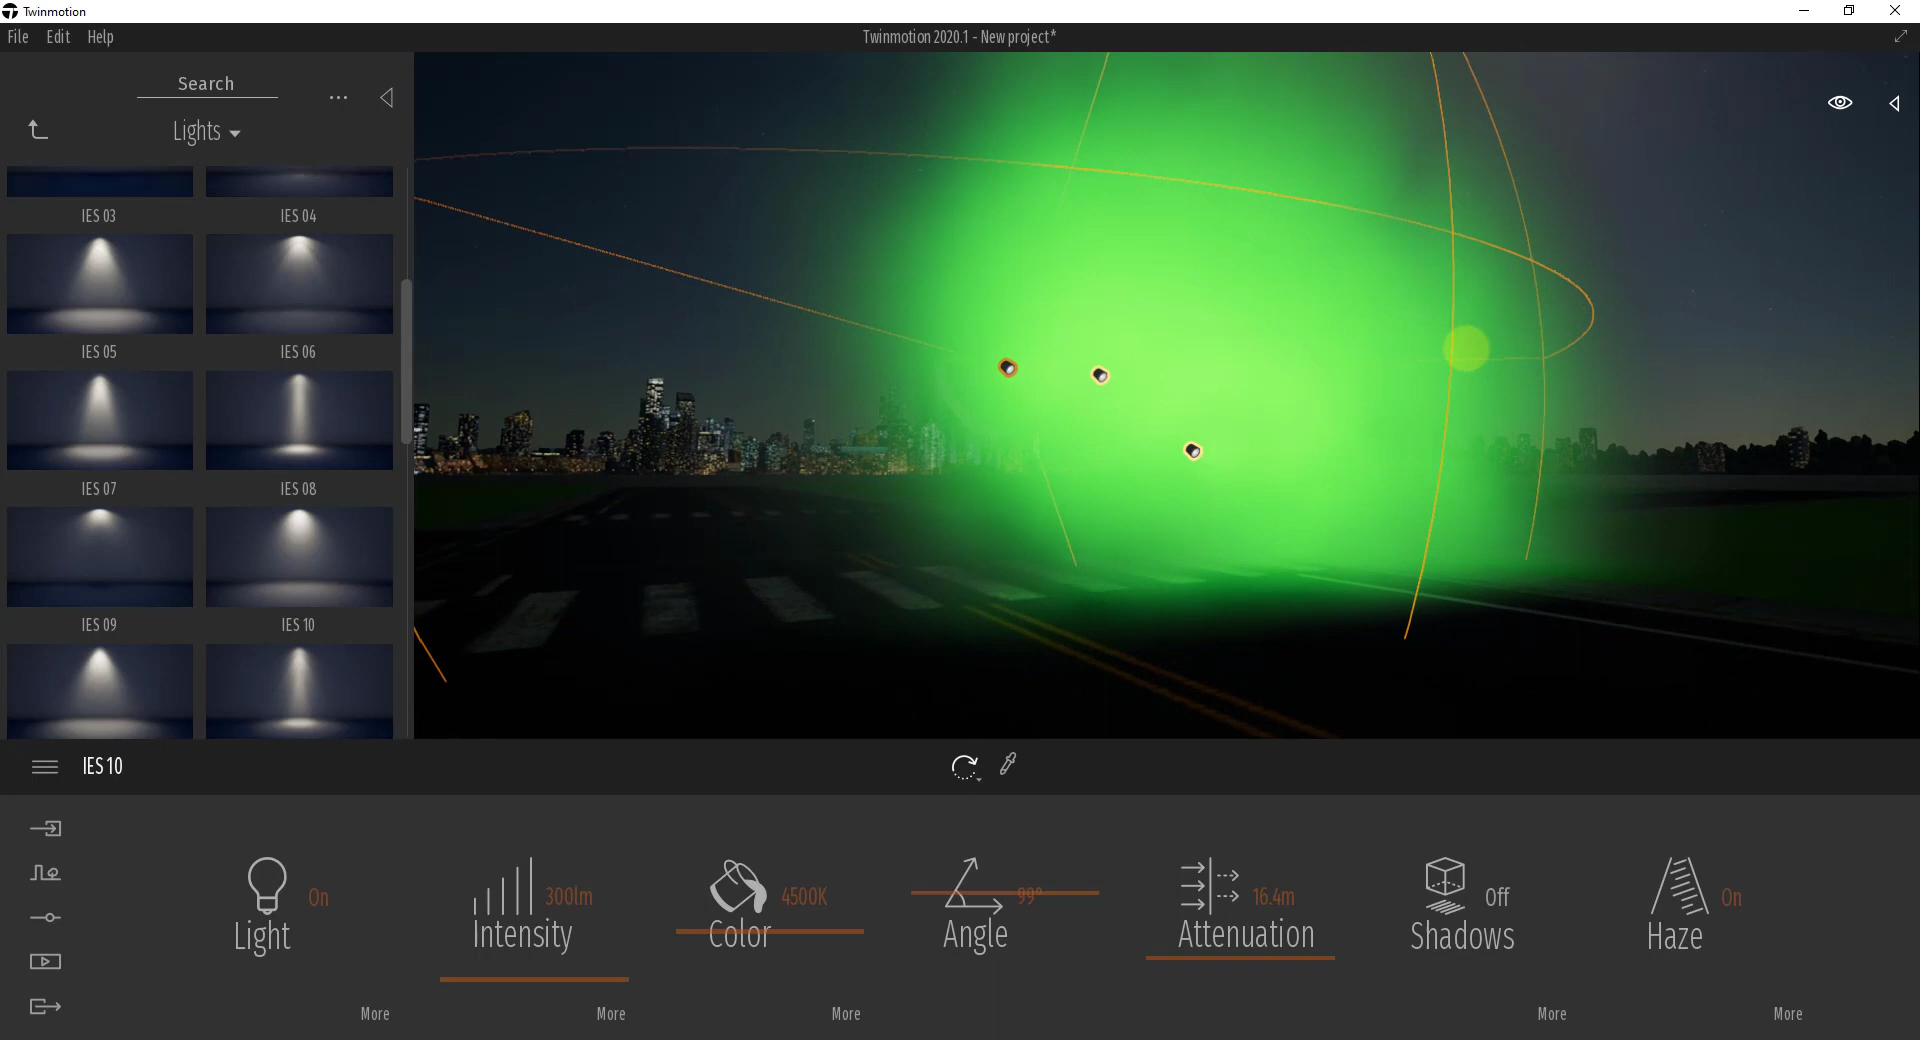 Twinmotion
File Edit Help
Twinmotion 2020.1 - New project*
Search
...
Lights
IES 03
IES 04
IES 05
IES 06
IES 07
IES 08
IES 09
IES 10
IES 10
On
Light
More
300lm
Intensity
More
4500K
Color
More
99°
Angle
16.4m
Attenuation
Off
Shadows
More
On
Haze
More